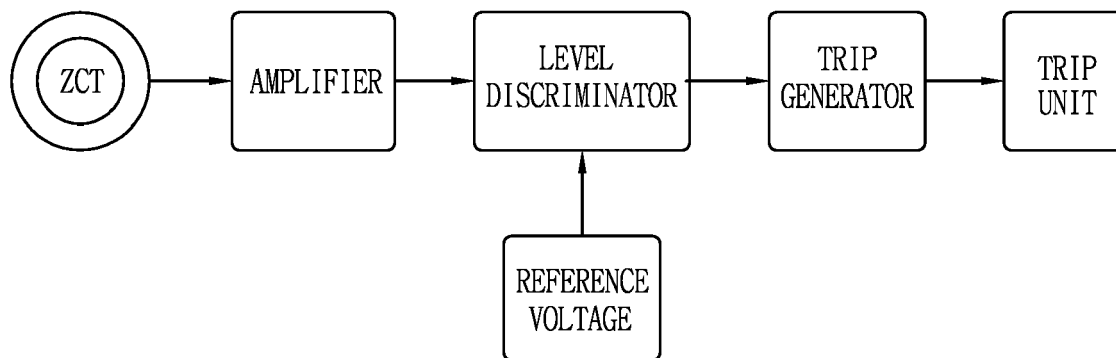 ZCT
AMPLIFIER
LEVEL
DISCRIMINATOR
TRIP
GENERATOR
TRIP
UNIT
REFERENCE
VOLTAGE